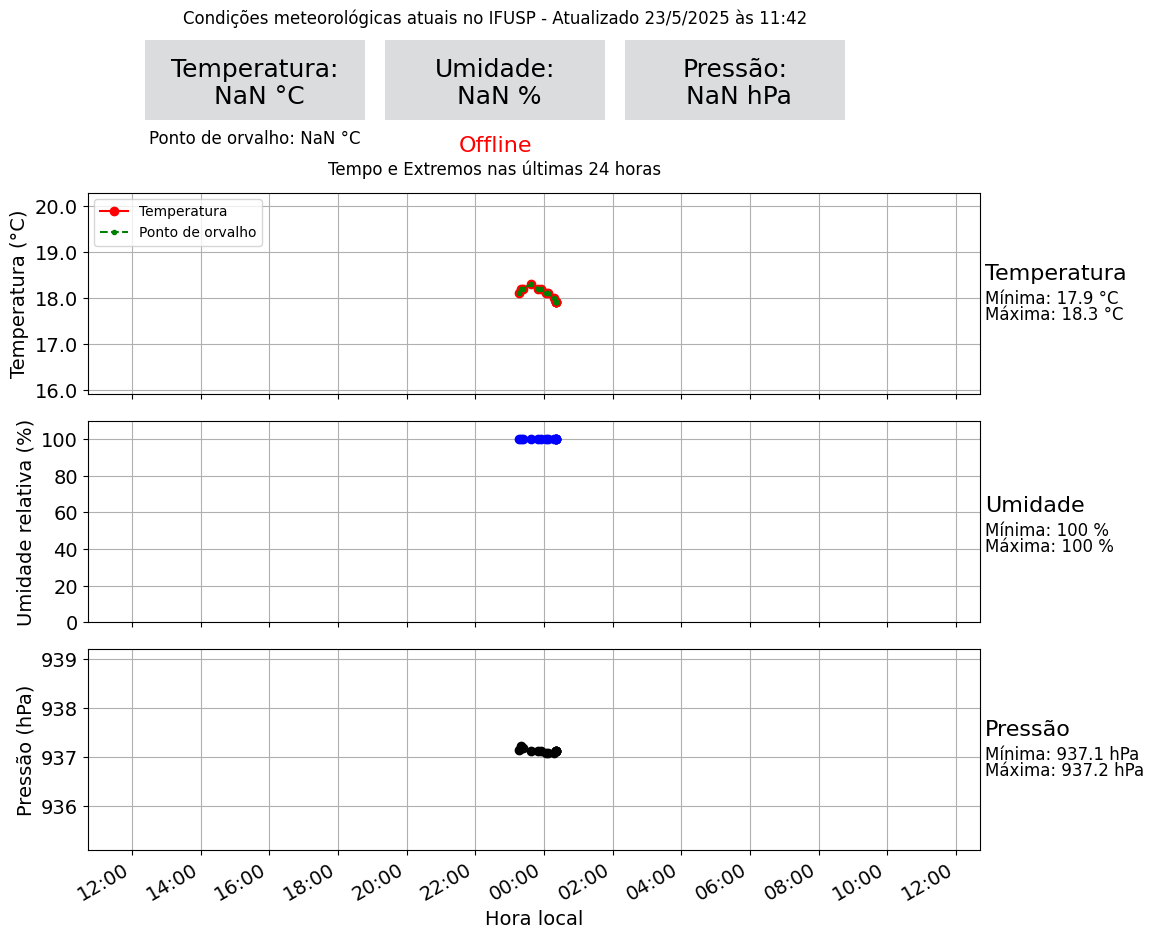 Condições meteorológicas atuais no IFUSP - Atualizado 23/5/2025 às 11:42
Temperatura:
NaN °C
Umidade:
NaN %
Pressão:
NaN hPa
Ponto de orvalho: NaN °C
Offline
Tempo e Extremos nas últimas 24 horas
Temperatura (°C)
20.0
19.0
18.0
17.0
16.0
Temperatura
Ponto de orvalho
Temperatura
Mínima: 17.9 °C
Máxima: 18.3 °C
Umidade relativa (%)
100
80
60
40
20
0
Umidade
Mínima: 100 %
Máxima: 100 %
Pressão (hPa)
939
938
937
936
Pressão
Mínima: 937.1 hPa
Máxima: 937.2 hPa
12:00
14:00
16:00
18:00
20:00
22:00
00:00
02:00
04:00
06:00
08:00
10:00
12:00
Hora local